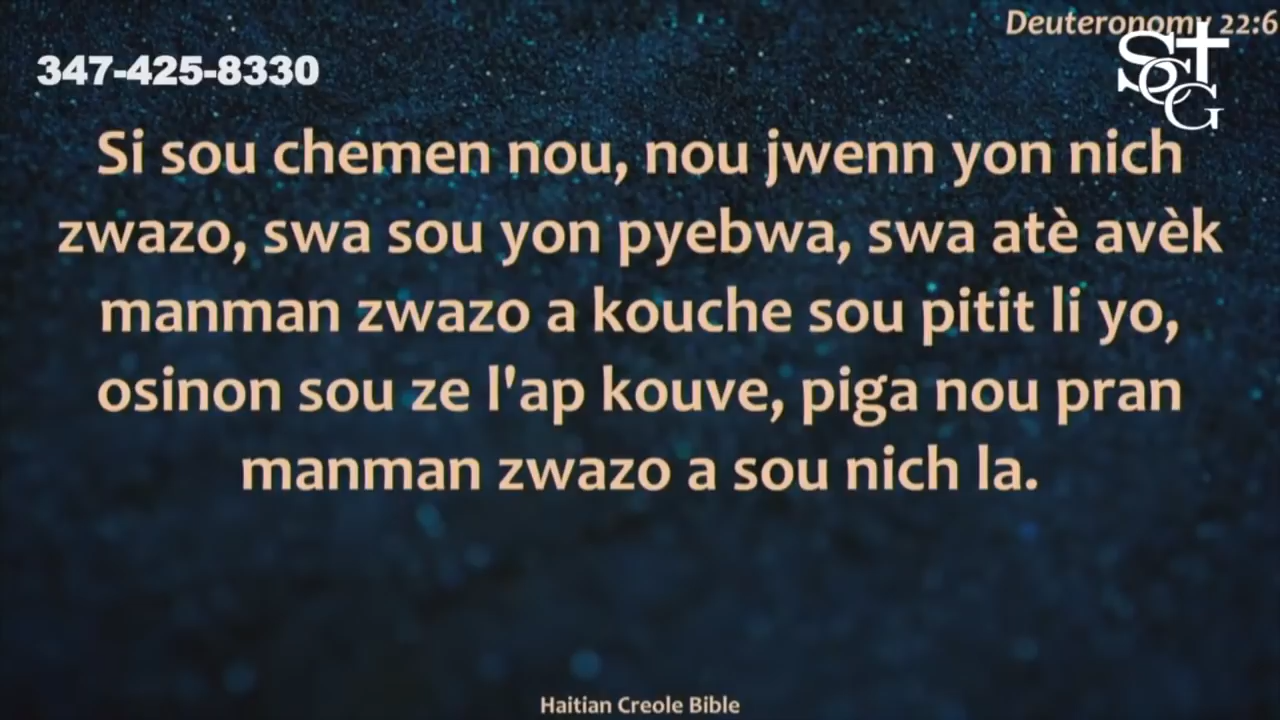 Deuteronomy 22:6
347-425-8330
SCG
Si sou chemen nou, nou jwenn yon nich
zwazo, swa sou yon pyebwa, swa atè avèk
manman zwazo a kouche sou pitit li yo,
osinon sou ze l'ap kouve, piga nou pran
manman zwazo a sou nich la.
Haitian Creole Bible